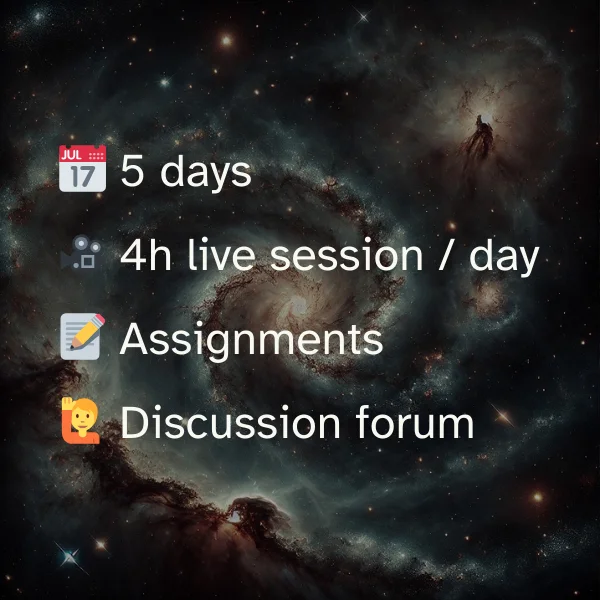 📅 5 days
🎥 4h live session / day
📝 Assignments
🙋 Discussion forum